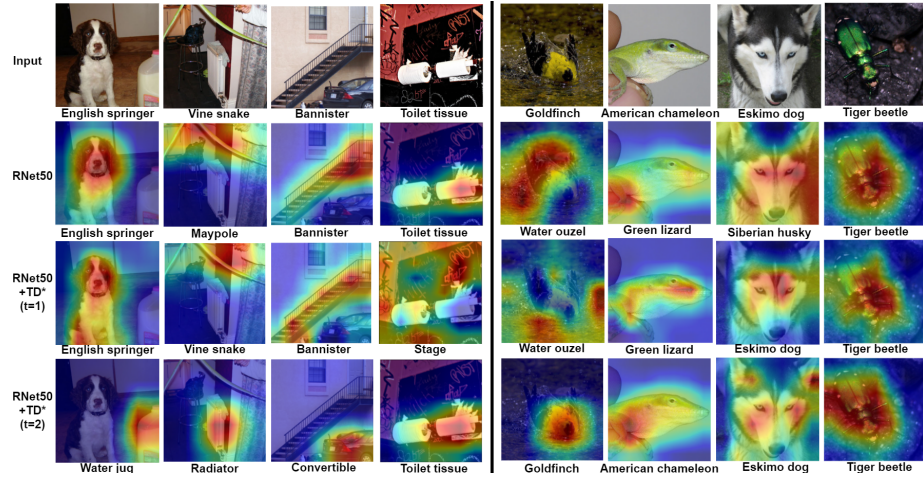 Input
English springer Vine snake Bannister Toilet tissue Goldfinch American chameleon Eskimo dog Tiger beetle
RNet50
English springer Maypole Bannister Toilet tissue Water ouzel Green lizard Siberian husky Tiger beetle
RNet50
+TD*
(t=1)
English springer Vine snake Bannister Stage Water ouzel Green lizard Eskimo dog Tiger beetle
RNet50
+TD*
(t=2)
Water jug Radiator Convertible Toilet tissue Goldfinch American chameleon Eskimo dog Tiger beetle